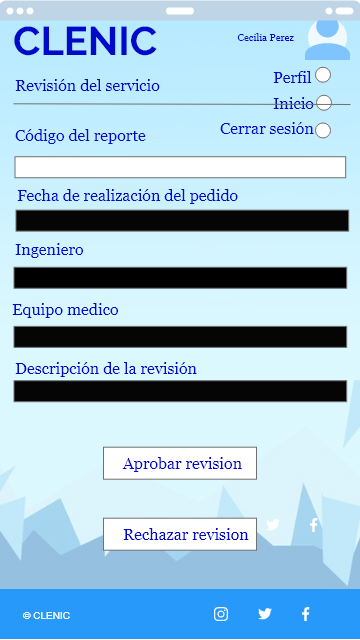 CLENIC
Cecilia Perez
Perfil
Revisión del servicio
Inicio
Cerrar sesión
Código del reporte
Fecha de realización del pedido
Ingeniero
Equipo medico
Descripción de la revisión
Aprobar revision
Rechazar revision
© CLENIC